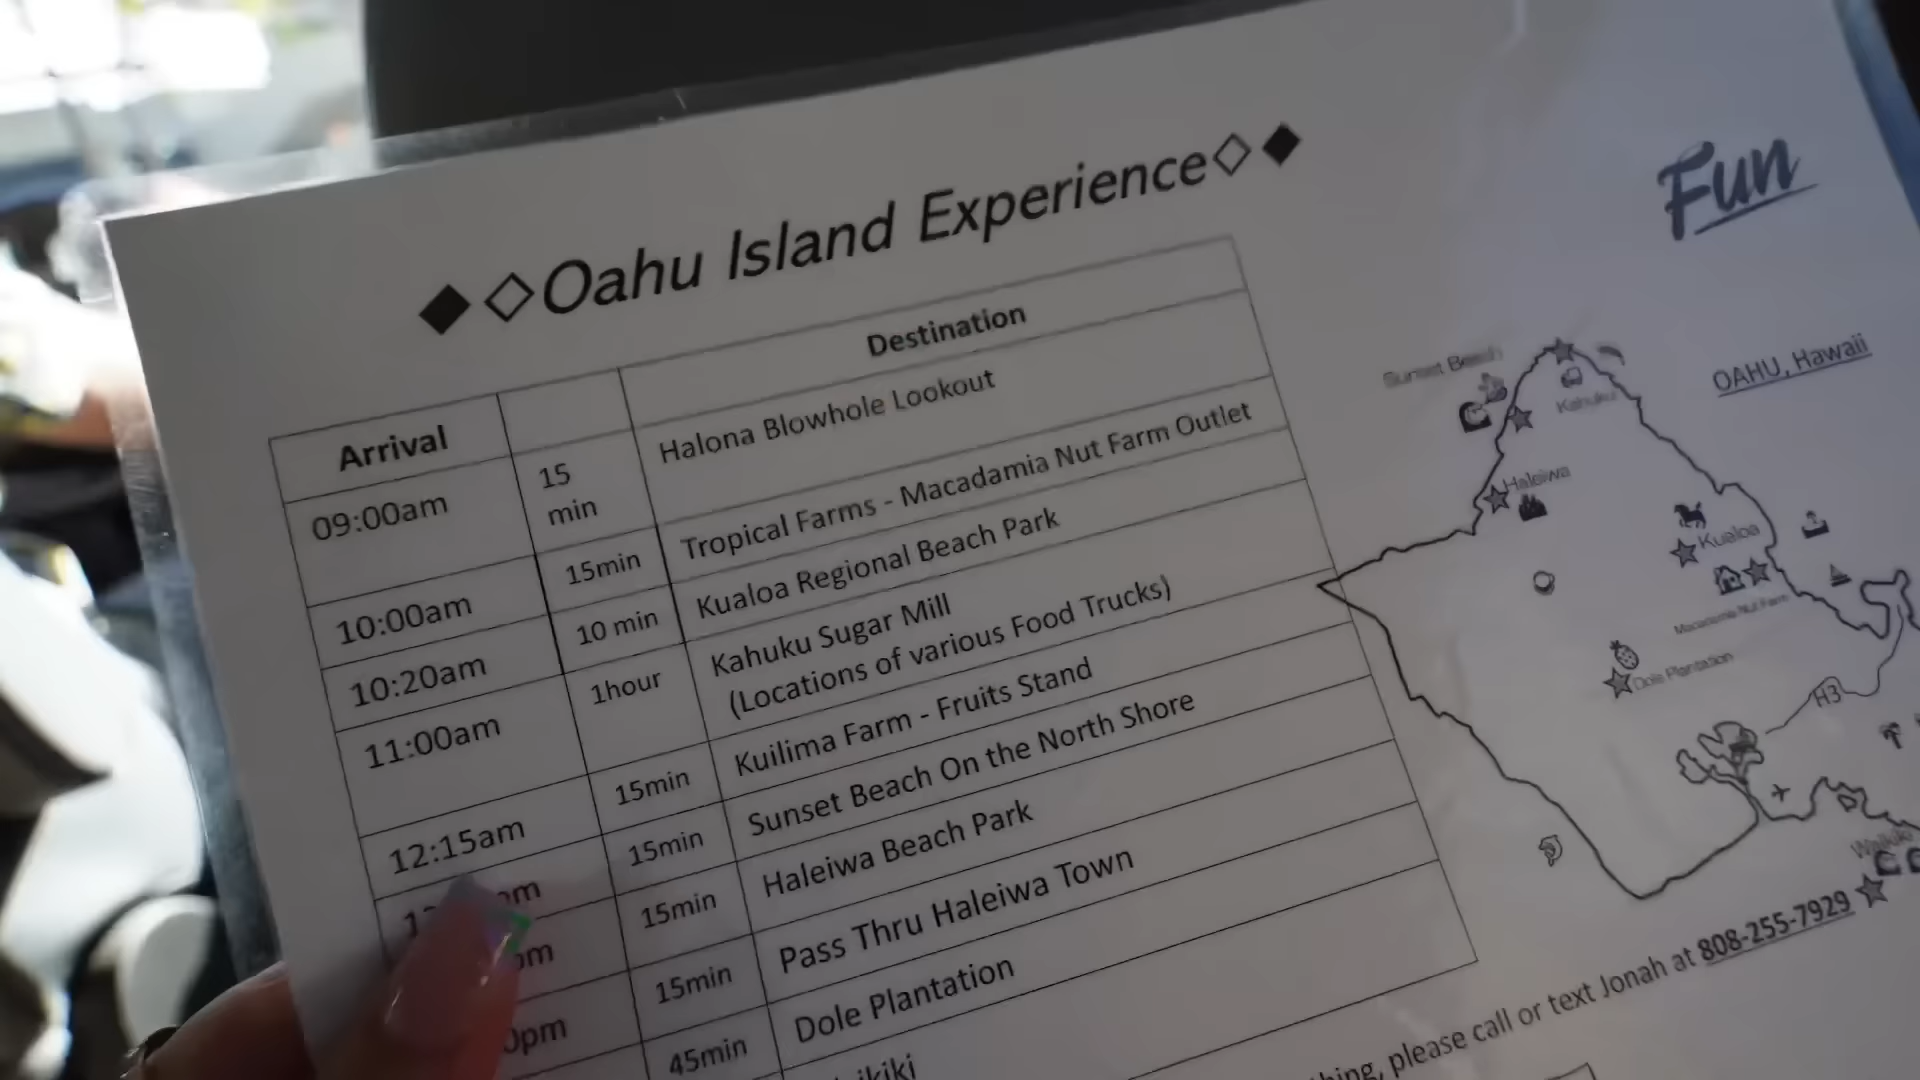 ◆◇Oahu Island Experience◇◆
Fun
Arrival Destination
09:00am 15 min Halona Blowhole Lookout
10:00am 15min Tropical Farms - Macadamia Nut Farm Outlet
10:20am 10 min Kualoa Regional Beach Park
11:00am 1hour Kahuku Sugar Mill
(Locations of various Food Trucks)
12:15am 15min Kuilima Farm - Fruits Stand
15min Sunset Beach On the North Shore
15min Haleiwa Beach Park
15min Pass Thru Haleiwa Town
45min Dole Plantation
OAHU, Hawaii
Sunset Beach
Kahuku
Haleiwa
Kualoa
Macadamia Nut Farm
Dole Plantation
H3
Waikiki
please call or text Jonah at 808-255-7929